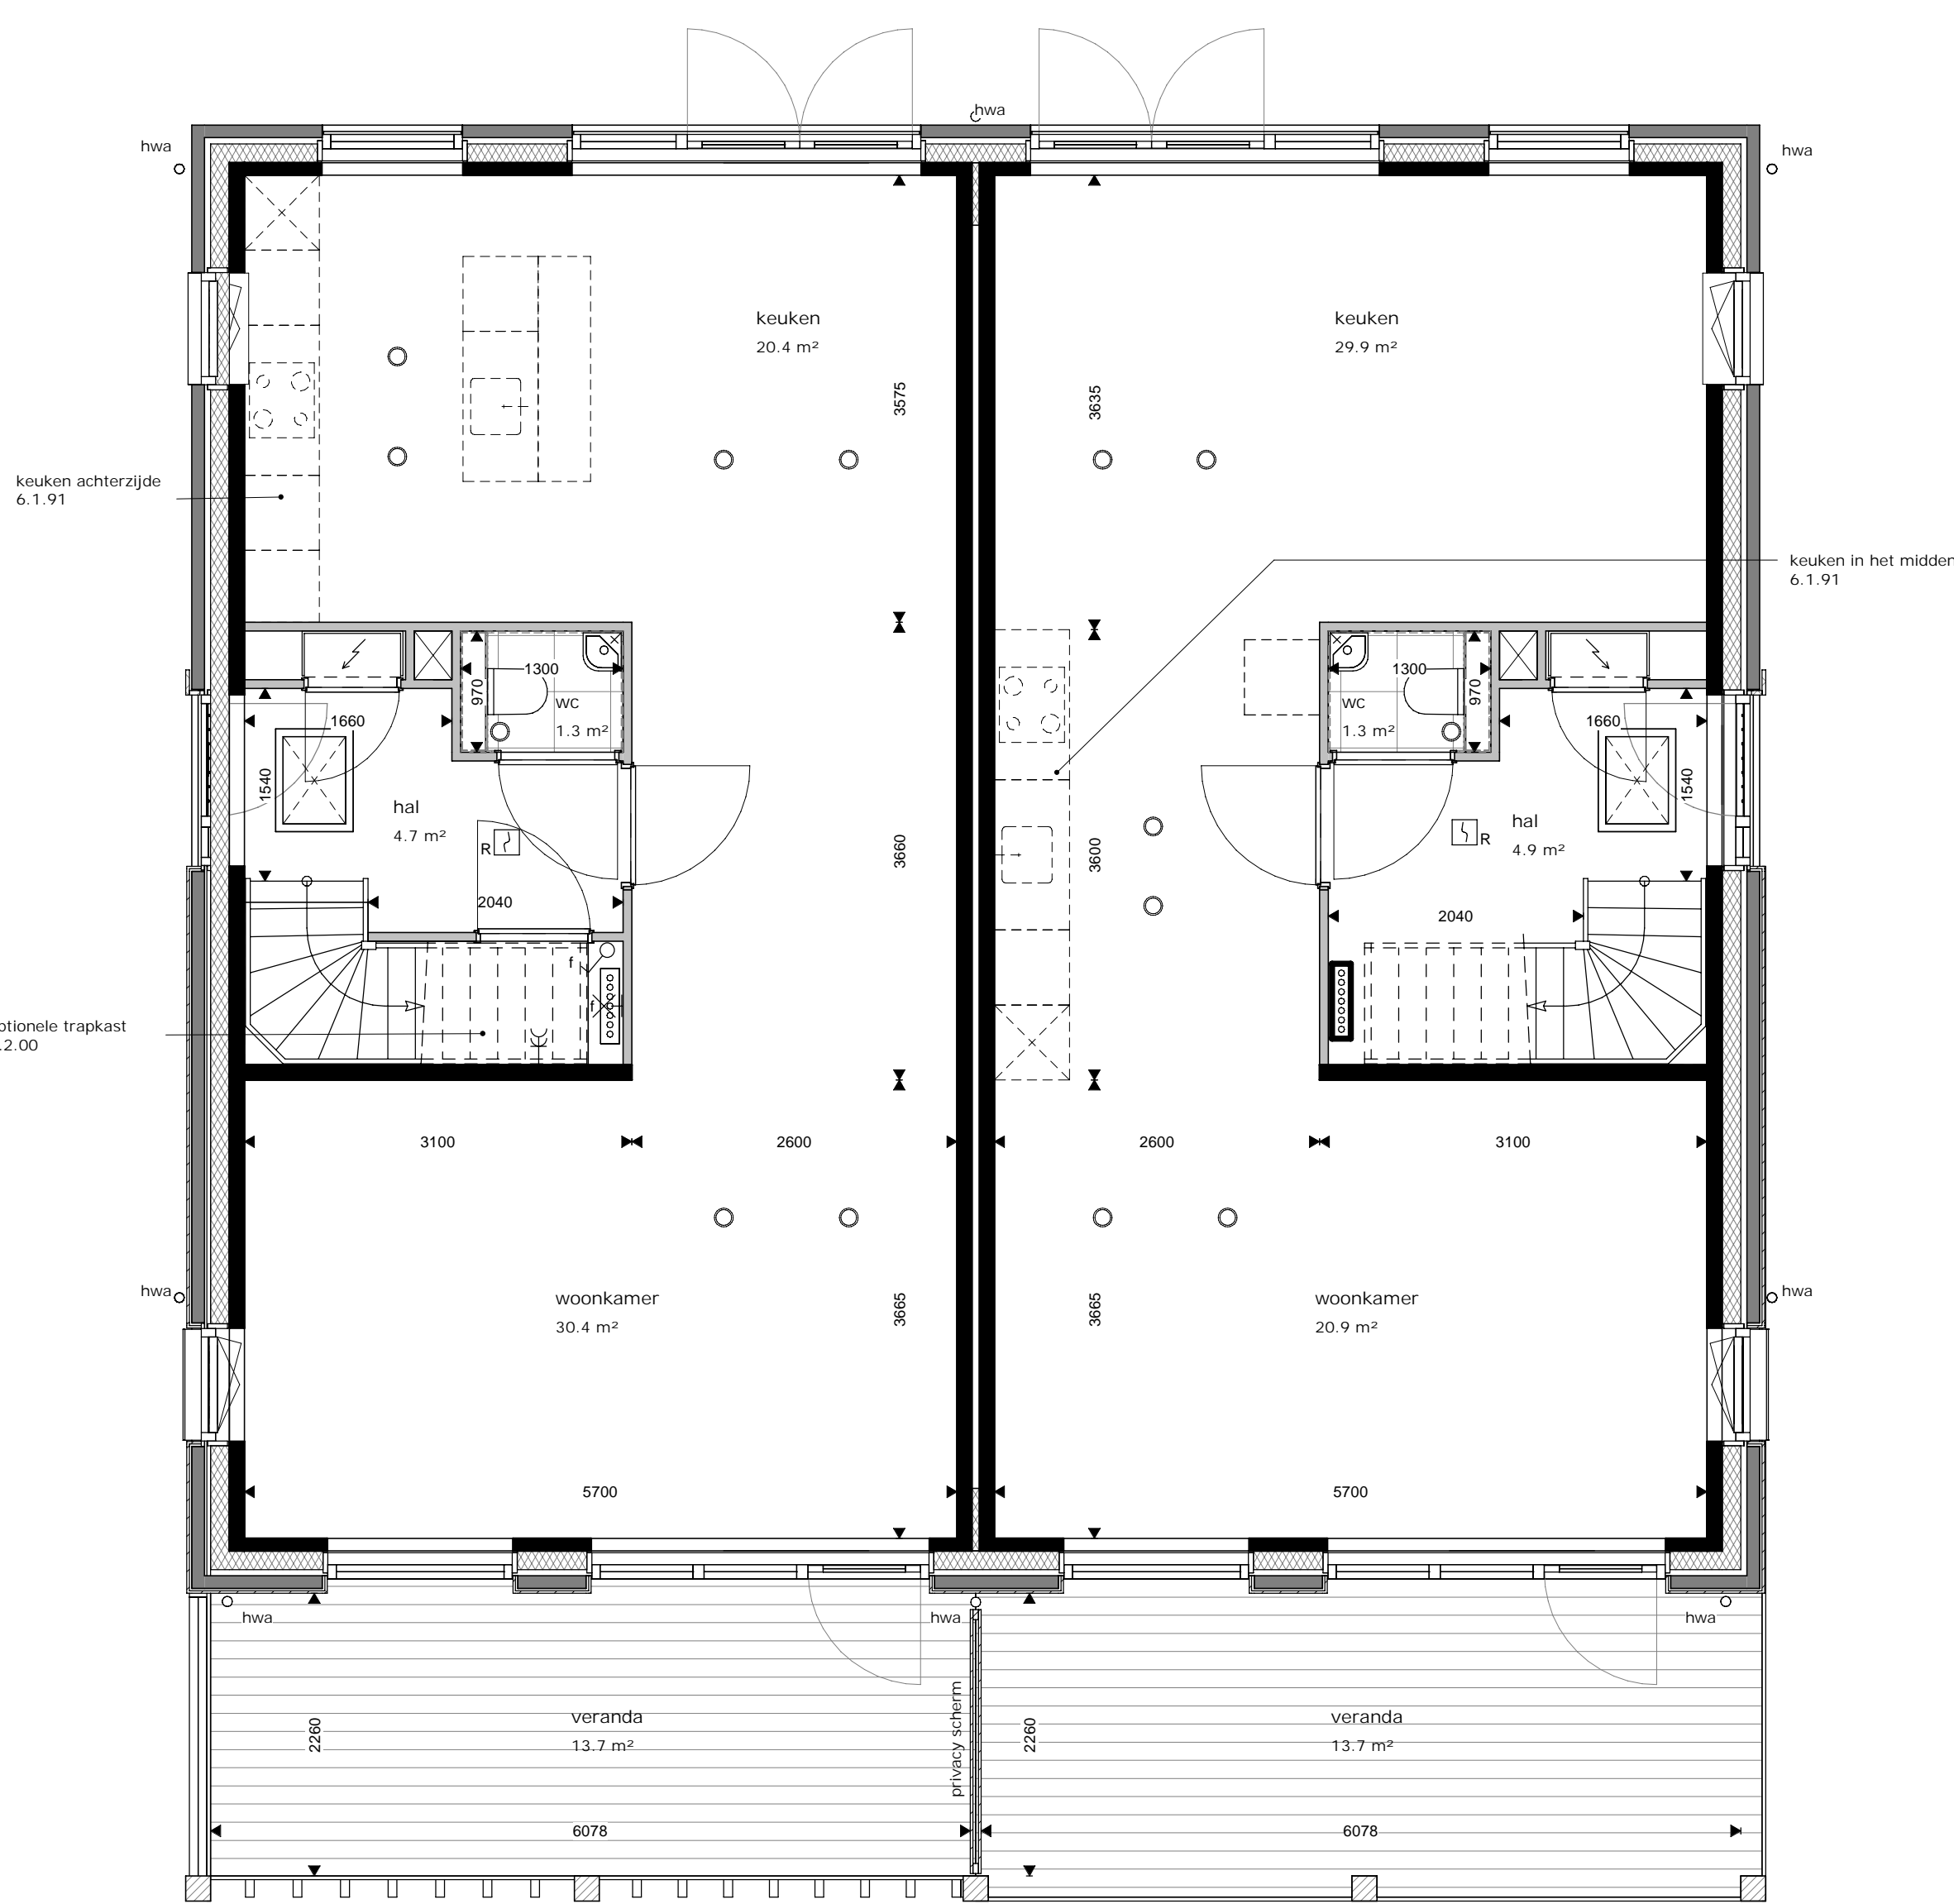 hwa
hwa
hwa
keuken
20.4 m²
keuken
29.9 m²
3575
3635
keuken achterzijde
6.1.91
keuken in het midden
6.1.91
1300
970
wc
1.3 m²
1660
1540
hal
4.7 m²
R
2040
3660
3600
1300
970
wc
1.3 m²
1660
1540
hal
4.9 m²
R
2040
f
f
ptionele trapkast
.2.00
3100
2600
2600
3100
hwa
hwa
woonkamer
30.4 m²
3665
3665
woonkamer
20.9 m²
5700
5700
hwa
hwa
hwa
veranda
13.7 m²
2260
privacy scherm
2260
veranda
13.7 m²
6078
6078